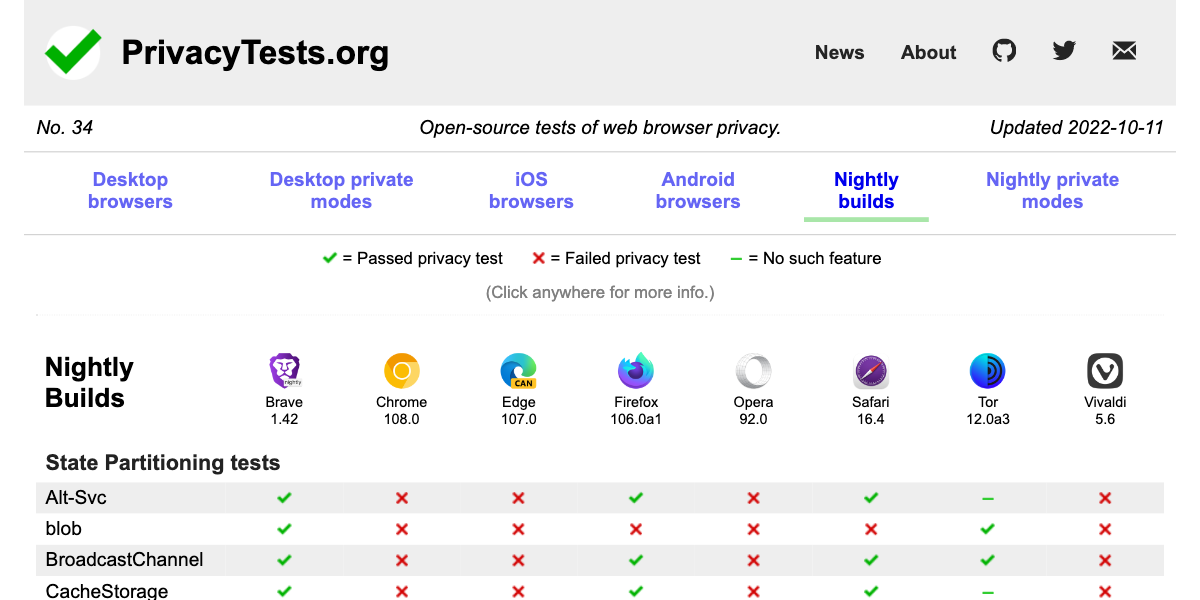 PrivacyTests.org
News About
No. 34 Open-source tests of web browser privacy. Updated 2022-10-11
Desktop browsers
Desktop private modes
iOS browsers
Android browsers
Nightly builds
Nightly private modes
= Passed privacy test = Failed privacy test = No such feature
(Click anywhere for more info.)
Nightly
Builds
Brave 1.42
Chrome 108.0
Edge 107.0
Firefox 106.0a1
Opera 92.0
Safari 16.4
Tor 12.0a3
Vivaldi 5.6
nightly
CAN
State Partitioning tests
Alt-Svc
blob
BroadcastChannel
CacheStorage